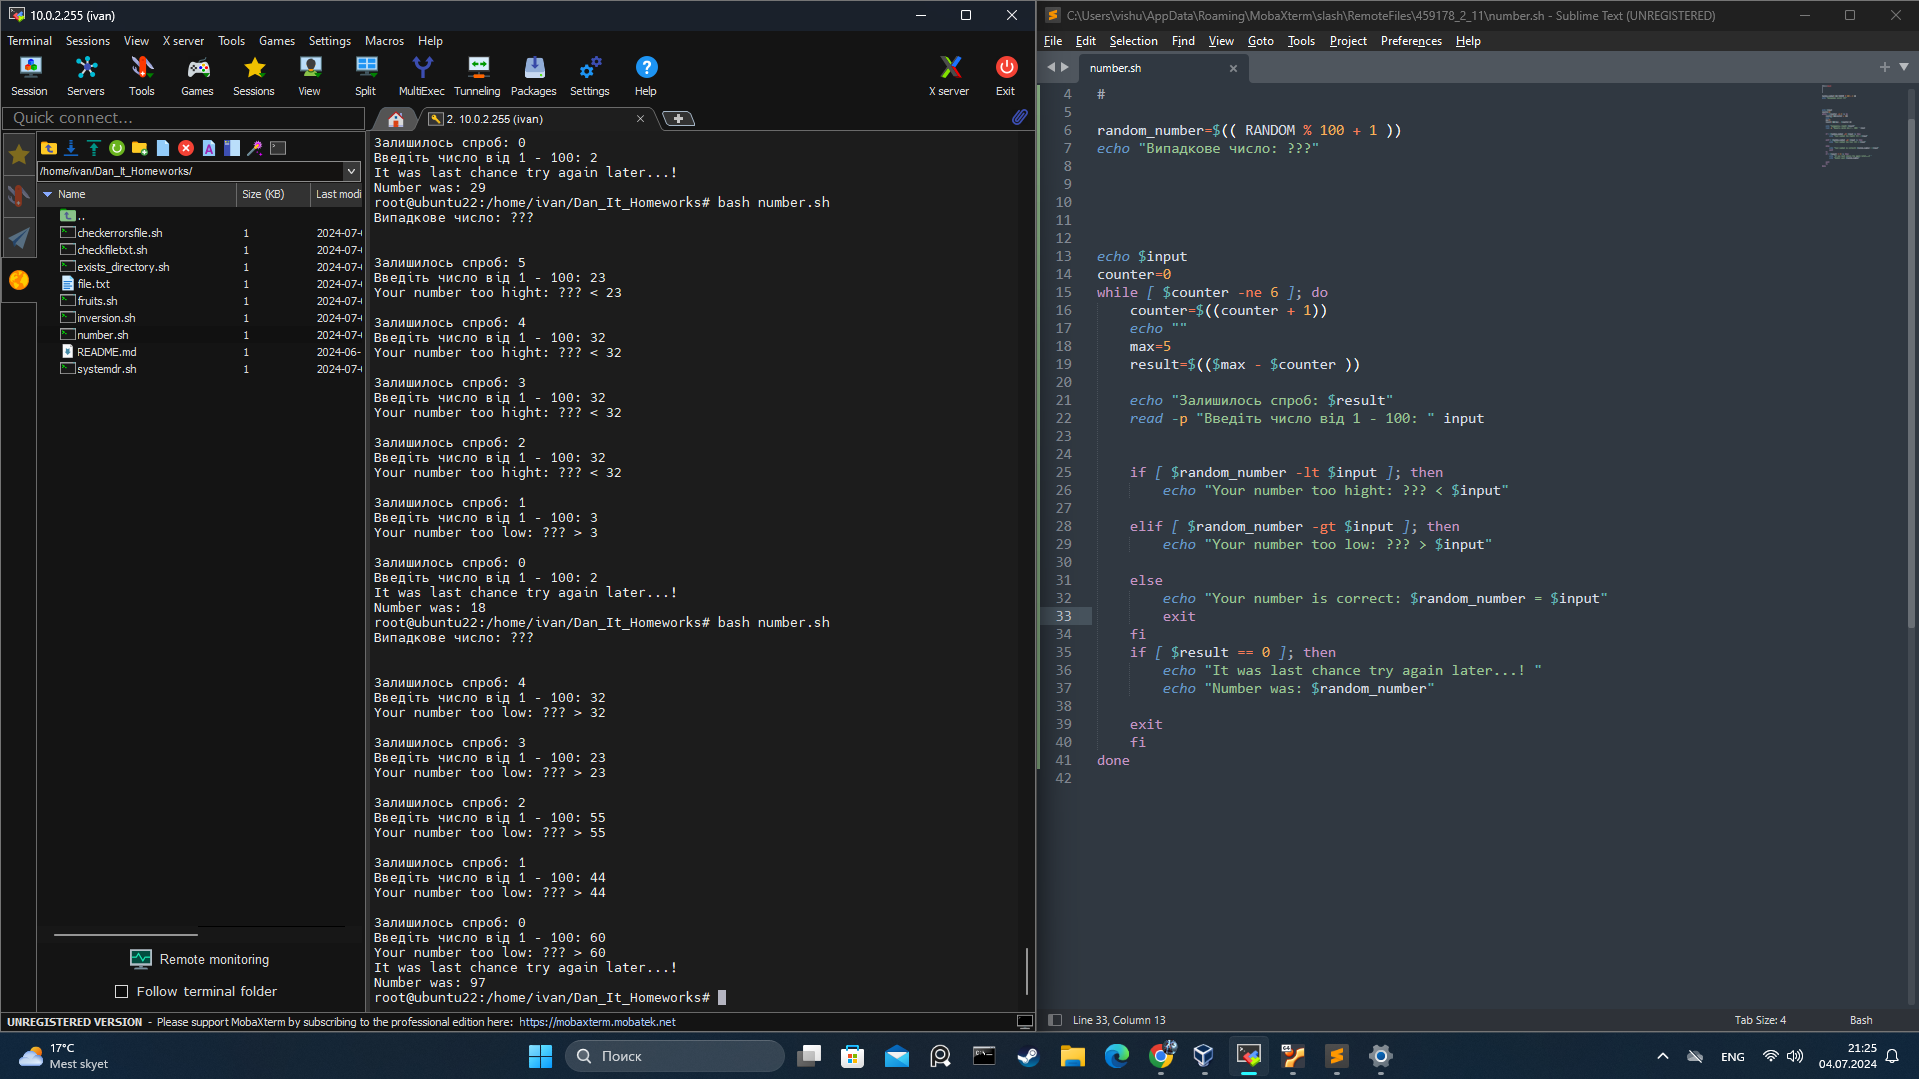 10.0.2.255 (ivan)
Terminal Sessions View X server Tools Games Settings Macros Help
Session Servers Tools Games Sessions View Split MultiExec Tunneling Packages Settings Help X server Exit
Quick connect...
2. 10.0.2.255 (ivan)
/home/ivan/Dan_It_Homeworks/
Name Size (KB) Last modi
..
checkerrorsfile.sh 1 2024-07-
checkfiletxt.sh 1 2024-07-
exists_directory.sh 1 2024-07-
file.txt 1 2024-07-
fruits.sh 1 2024-07-
inversion.sh 1 2024-07-
number.sh 1 2024-07-
README.md 1 2024-06-
systemdr.sh 1 2024-07-
Remote monitoring
Follow terminal folder
Залишилось спроб: 0
Введіть число від 1 - 100: 2
It was last chance try again later...!
Number was: 29
root@ubuntu22:/home/ivan/Dan_It_Homeworks# bash number.sh
Випадкове число: ???
Залишилось спроб: 5
Введіть число від 1 - 100: 23
Your number too hight: ??? < 23
Залишилось спроб: 4
Введіть число від 1 - 100: 32
Your number too hight: ??? < 32
Залишилось спроб: 3
Введіть число від 1 - 100: 32
Your number too hight: ??? < 32
Залишилось спроб: 2
Введіть число від 1 - 100: 32
Your number too hight: ??? < 32
Залишилось спроб: 1
Введіть число від 1 - 100: 3
Your number too low: ??? > 3
Залишилось спроб: 0
Введіть число від 1 - 100: 2
It was last chance try again later...!
Number was: 18
root@ubuntu22:/home/ivan/Dan_It_Homeworks# bash number.sh
Випадкове число: ???
Залишилось спроб: 4
Введіть число від 1 - 100: 32
Your number too low: ??? > 32
Залишилось спроб: 3
Введіть число від 1 - 100: 23
Your number too low: ??? > 23
Залишилось спроб: 2
Введіть число від 1 - 100: 55
Your number too low: ??? > 55
Залишилось спроб: 1
Введіть число від 1 - 100: 44
Your number too low: ??? > 44
Залишилось спроб: 0
Введіть число від 1 - 100: 60
Your number too low: ??? > 60
It was last chance try again later...!
Number was: 97
root@ubuntu22:/home/ivan/Dan_It_Homeworks#
UNREGISTERED VERSION - Please support MobaXterm by subscribing to the professional edition here: https://mobaxterm.mobatek.net
C:\Users\vishu\AppData\Roaming\MobaXterm\slash\RemoteFiles\459178_2_11\number.sh - Sublime Text (UNREGISTERED)
File Edit Selection Find View Goto Tools Project Preferences Help
number.sh
4 #
5
6 random_number=$(( RANDOM % 100 + 1 ))
7 echo "Випадкове число: ???"
8
9
10
11
12
13 echo $input
14 counter=0
15 while [ $counter -ne 6 ]; do
16 counter=$((counter + 1))
17 echo ""
18 max=5
19 result=$(($max - $counter ))
20
21 echo "Залишилось спроб: $result"
22 read -p "Введіть число від 1 - 100: " input
23
24
25 if [ $random_number -lt $input ]; then
26 echo "Your number too hight: ??? < $input"
27
28 elif [ $random_number -gt $input ]; then
29 echo "Your number too low: ??? > $input"
30
31 else
32 echo "Your number is correct: $random_number = $input"
33 exit
34 fi
35 if [ $result == 0 ]; then
36 echo "It was last chance try again later...! "
37 echo "Number was: $random_number"
38
39 exit
40 fi
41 done
42
Line 33, Column 13 Tab Size: 4 Bash
17°C
Mest skyet
Поиск
ENG
21:25
04.07.2024